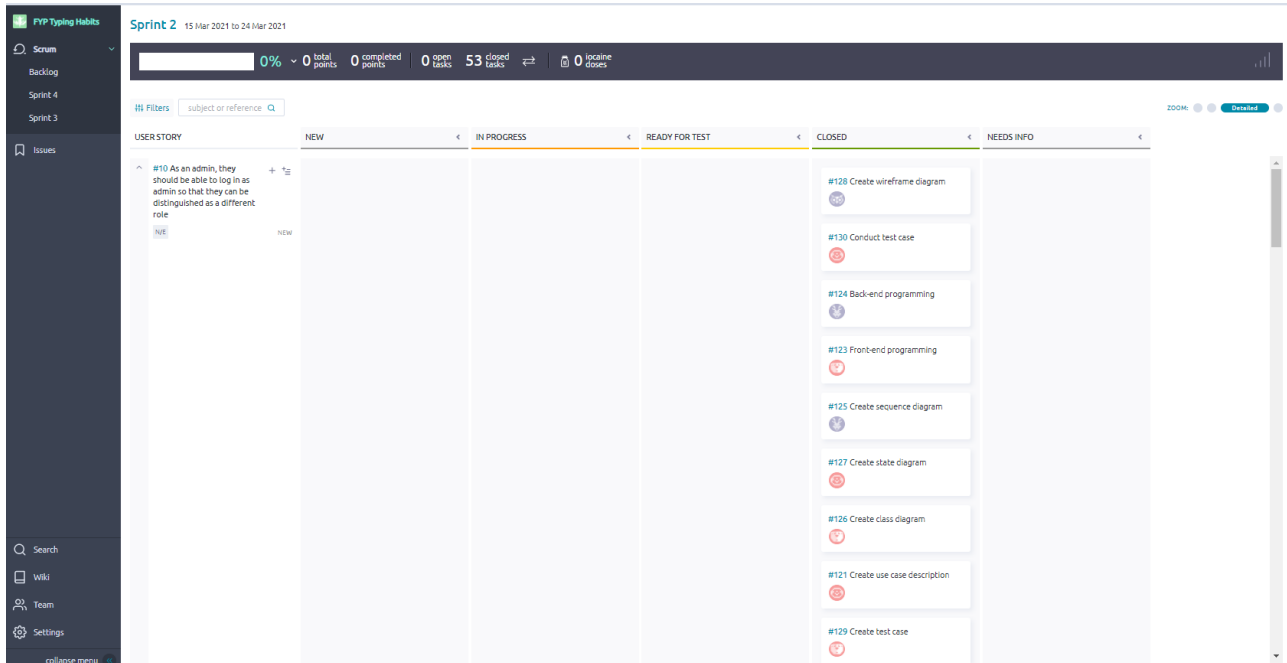 FYP Typing Habits
Scrum
Backlog
Sprint 4
Sprint 3
Issues
Search
Wiki
Team
Settings
collapse menu
Sprint 2 15 Mar 2021 to 24 Mar 2021
0% 0 total points 0 completed points 0 open tasks 53 closed tasks 0 iocaine doses
Filters subject or reference
ZOOM: Detailed
USER STORY NEW IN PROGRESS READY FOR TEST CLOSED NEEDS INFO
#10 As an admin, they
should be able to log in as
admin so that they can be
distinguished as a different
role
N/E NEW
#128 Create wireframe diagram
#130 Conduct test case
#124 Back-end programming
#123 Front-end programming
#125 Create sequence diagram
#127 Create state diagram
#126 Create class diagram
#121 Create use case description
#129 Create test case